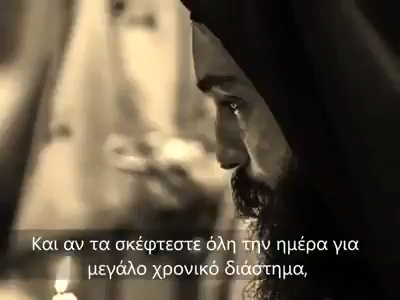 Και αν τα σκέφτεστε όλη την ημέρα για
μεγάλο χρονικό διάστημα,